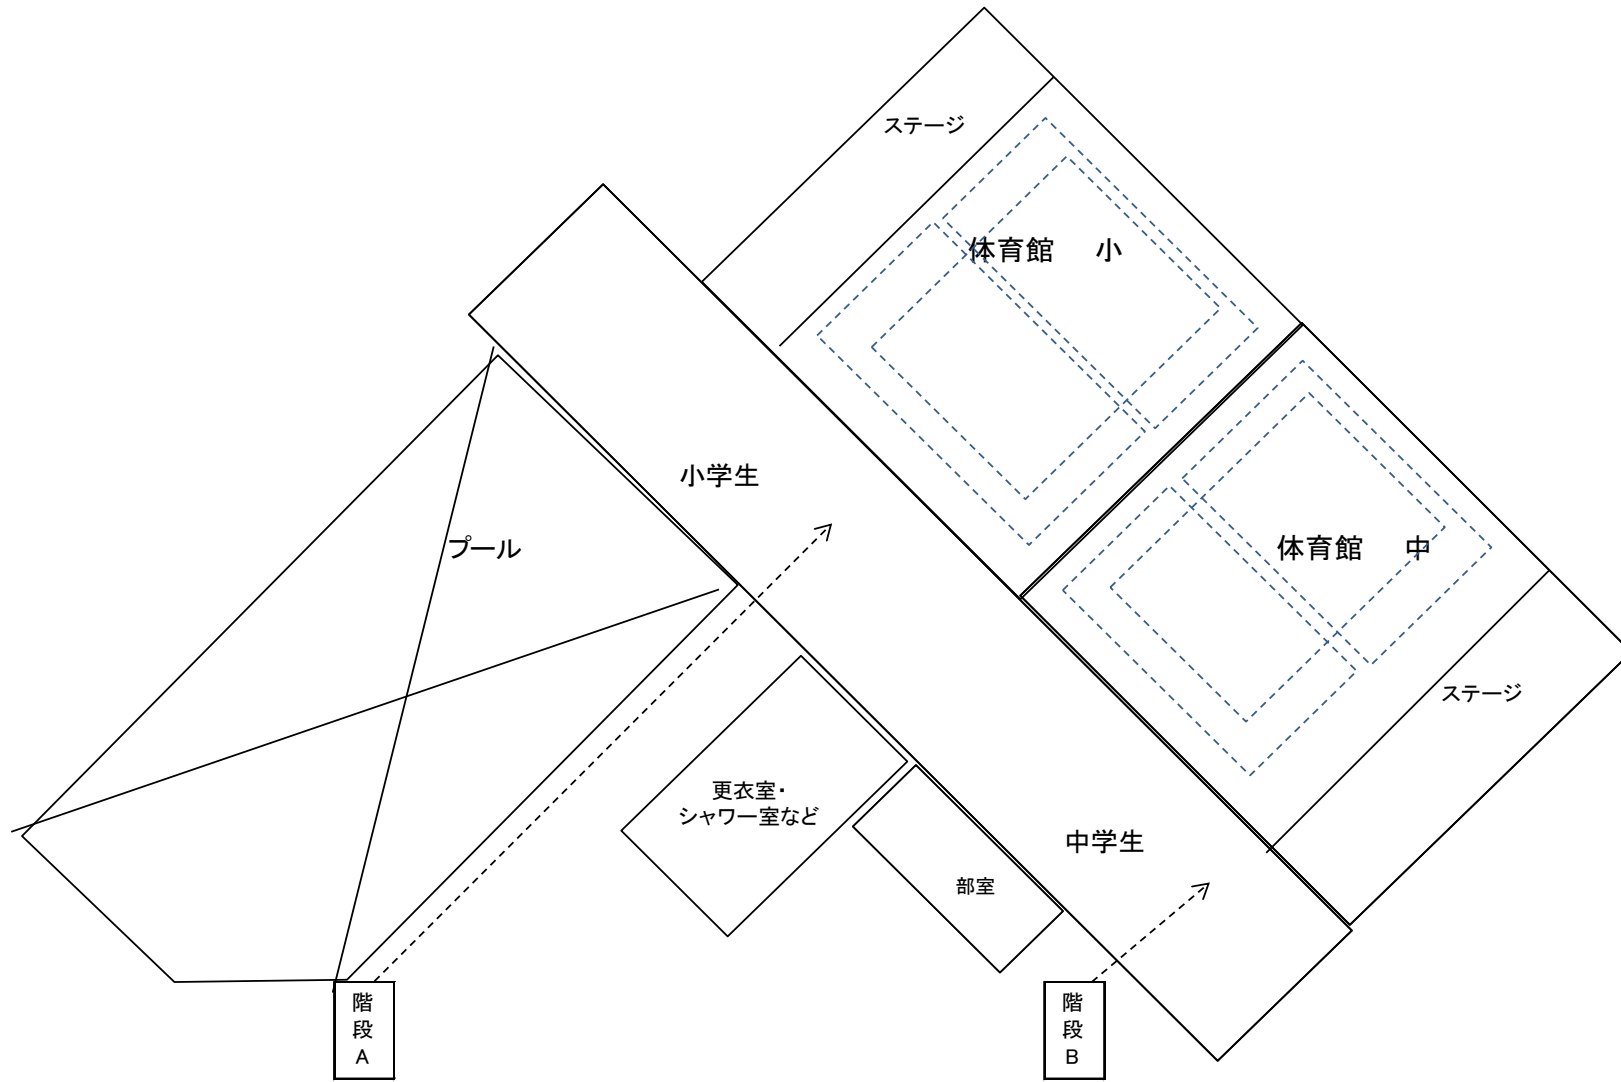 ステージ
体育館　小
小学生
プール
体育館　中
ステージ
更衣室・
シャワー室など
中学生
部室
階
段
A
階
段
B